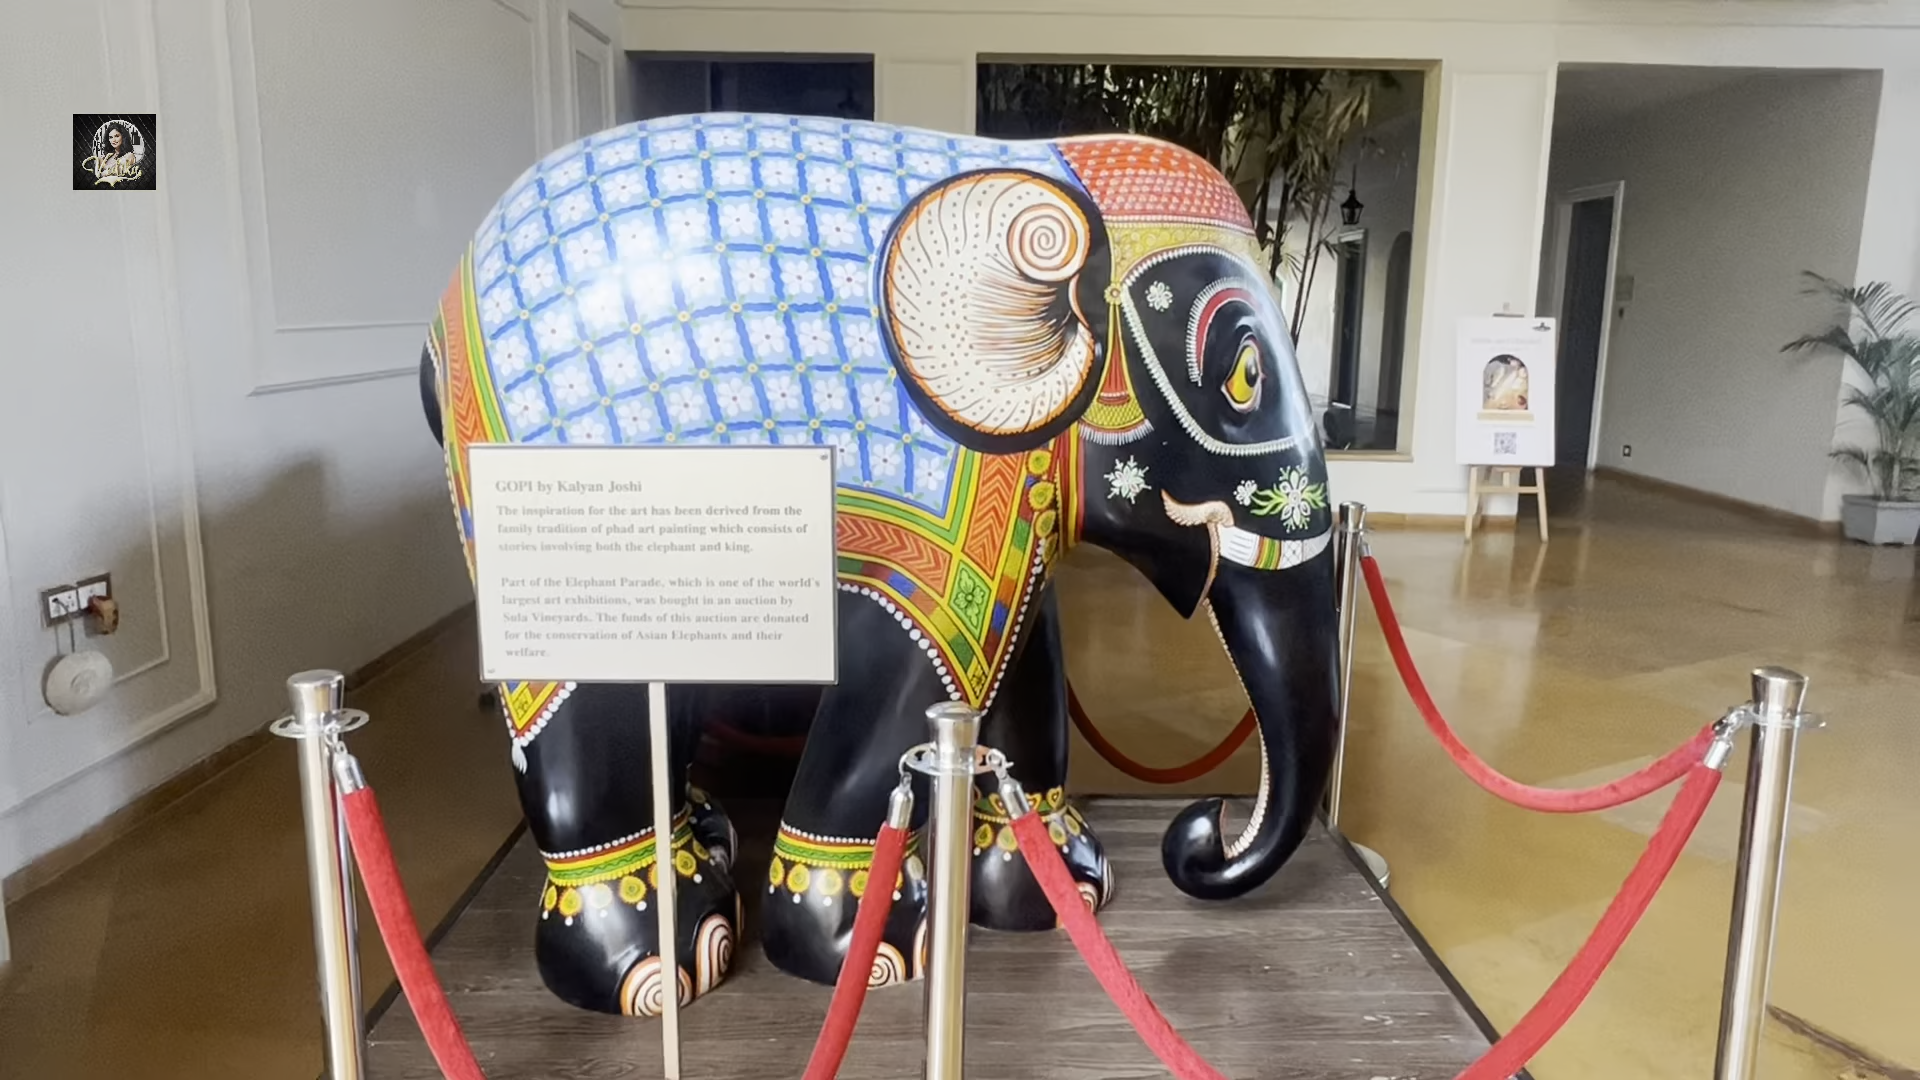 GOPI by Kalyan Joshi
The inspiration for the art has been derived from the
family tradition of phad art painting which consists of
stories involving both the elephant and king.
Part of the Elephant Parade, which is one of the world's
largest art exhibitions, was bought in an auction by
Sula Vineyards. The funds of this auction are donated
for the conservation of Asian Elephants and their
welfare.